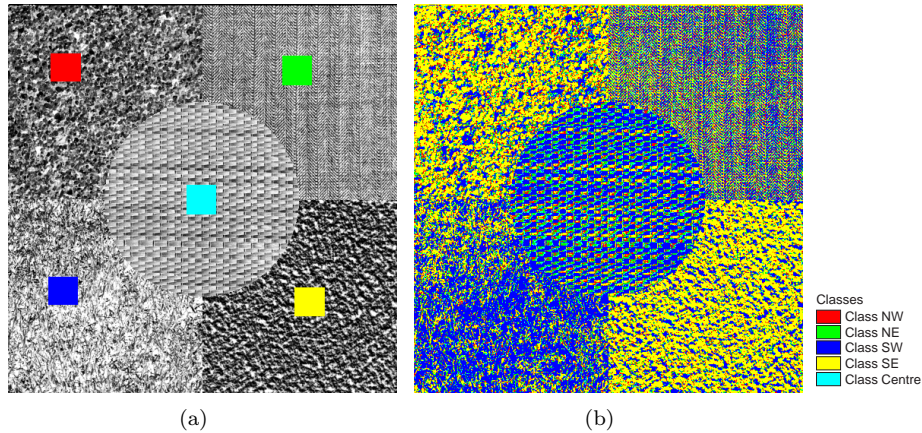 Classes
Class NW
Class NE
Class SW
Class SE
Class Centre
(a)
(b)